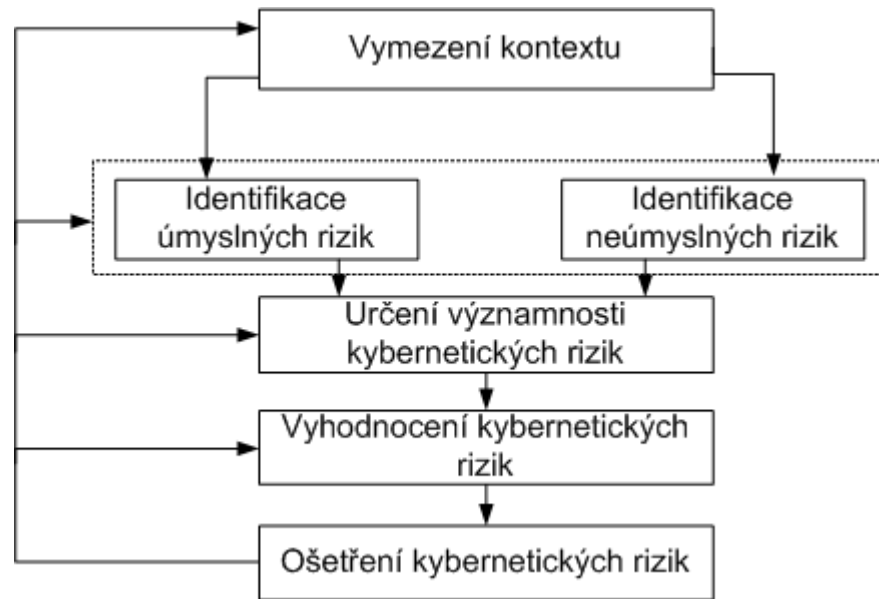 Vymezení kontextu
Identifikace
úmyslných rizik
Identifikace
neúmyslných rizik
Určení významnosti
kybernetických rizik
Vyhodnocení kybernetických
rizik
Ošetření kybernetických rizik